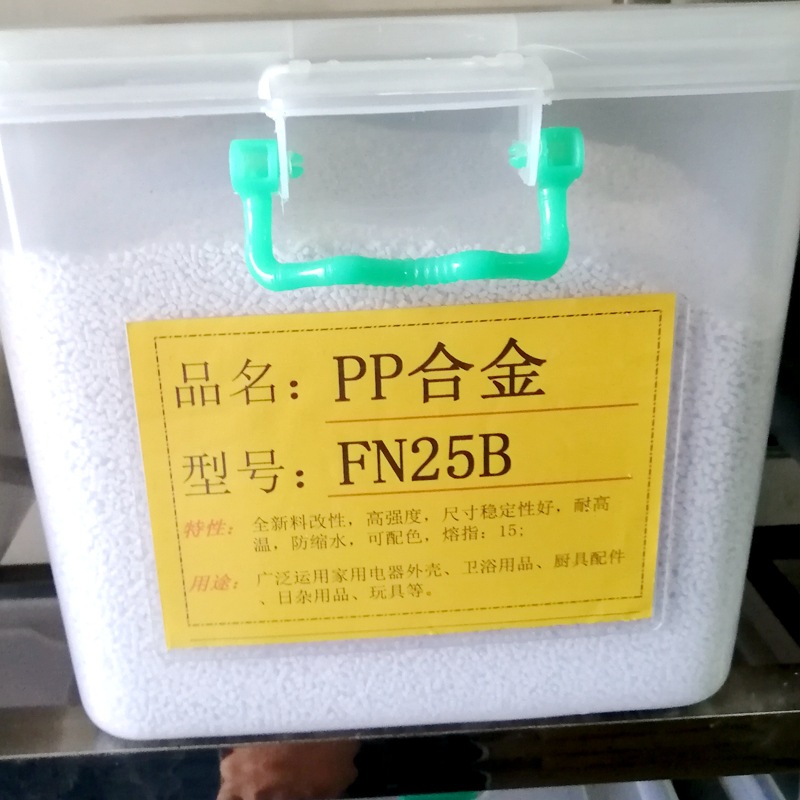 品名：PP合金
型号：FN25B
特性：全新料改性，高强度，尺寸稳定性好，耐高
温，防缩水，可配色，熔指：15;
用途：广泛运用家用电器外壳、卫浴用品、厨具配件
、日杂用品、玩具等。